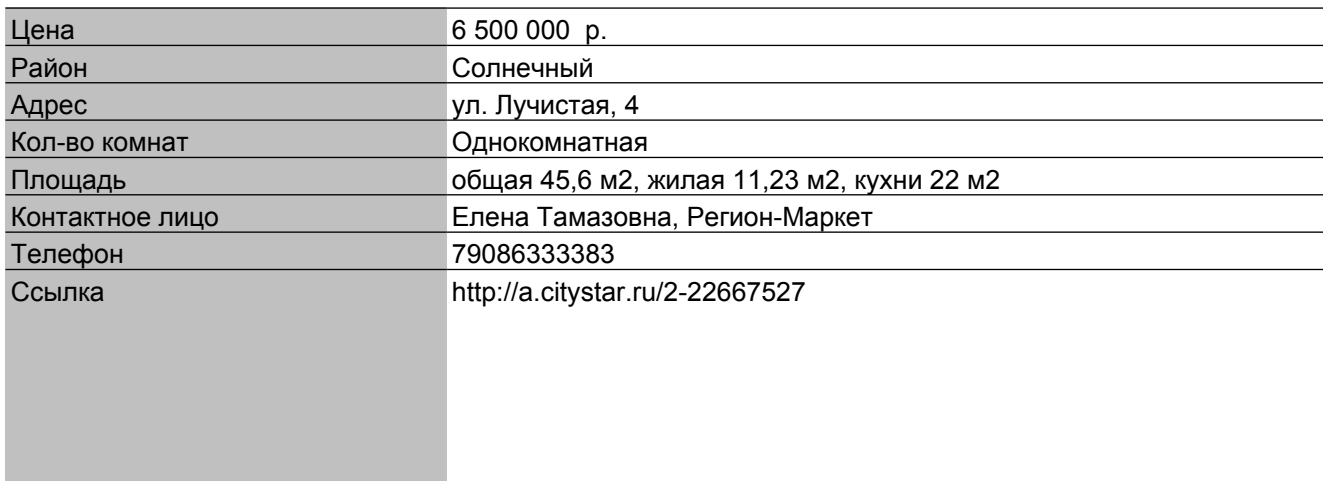 Цена 6 500 000  р.
Район Солнечный
Адрес ул. Лучистая, 4
Кол-во комнат Однокомнатная
Площадь общая 45,6 м2, жилая 11,23 м2, кухни 22 м2
Контактное лицо Елена Тамазовна, Регион-Маркет
Телефон 79086333383
Ссылка http://a.citystar.ru/2-22667527